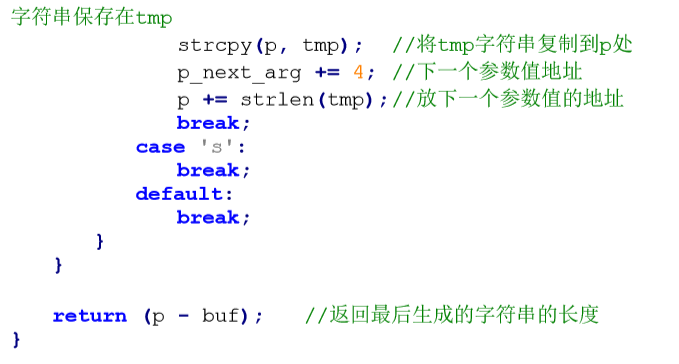 字符串保存在tmp
strcpy(p, tmp);  //将tmp字符串复制到p处
p_next_arg += 4; //下一个参数值地址
p += strlen(tmp);//放下一个参数值的地址
break;
case 's':
break;
default:
break;
}
}
return (p - buf);   //返回最后生成的字符串的长度
}